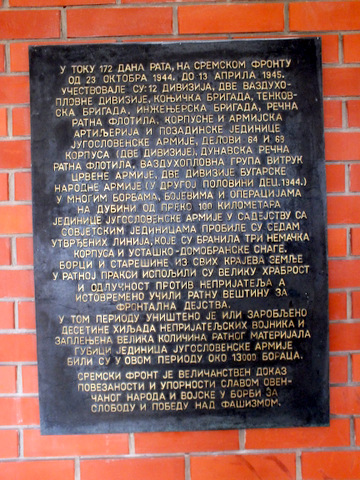 У ТОКУ 172 ДАНА РАТА, НА СРЕМСКОМ ФРОНТУ
ОД 23 ОКТОБРА 1944. ДО 13 АПРИЛА 1945.
УЧЕСТВОВАЛЕ СУ: 12 ДИВИЗИЈА, ДВЕ ВАЗДУХО-
ПЛОВНЕ ДИВИЗИЈЕ, КОЊИЧКА БРИГАДА, ТЕНКОВ-
СКА БРИГАДА, ИНЖЕЊЕРСКА БРИГАДА, РЕЧНА
РАТНА ФЛОТИЛА, КОРПУСНЕ И АРМИЈСКА
АРТИЉЕРИЈА И ПОЗАДИНСКЕ ЈЕДИНИЦЕ
ЈУГОСЛОВЕНСКЕ АРМИЈЕ, ДЕЛОВИ 64 И 69
КОРПУСА (ДВЕ ДИВИЗИЈЕ), ДУНАВСКА РЕЧНА
РАТНА ФЛОТИЛА, ВАЗДУХОПЛОВНА ГРУПА ВИТРУК
ЦРВЕНЕ АРМИЈЕ, ДВЕ ДИВИЗИЈЕ БУГАРСКЕ
НАРОДНЕ АРМИЈЕ (У ДРУГОЈ ПОЛОВИНИ ДЕЦ. 1944.)
У МНОГИМ БОРБАМА, БОЈЕВИМА И ОПЕРАЦИЈАМА
НА ДУБИНИ ОД ПРЕКО 100 КИЛОМЕТАРА
ЈЕДИНИЦЕ ЈУГОСЛОВЕНСКЕ АРМИЈЕ У САДЕЈСТВУ СА
СОВЈЕТСКИМ ЈЕДИНИЦАМА ПРОБИЛЕ СУ СЕДАМ
УТВРЂЕНИХ ЛИНИЈА, КОЈЕ СУ БРАНИЛА ТРИ НЕМАЧКА
КОРПУСА И УСТАШКО-ДОМОБРАНСКЕ СНАГЕ.
БОРЦИ И СТАРЕШИНЕ ИЗ СВИХ КРАЈЕВА ЗЕМЉЕ
У РАТНОЈ ПРАКСИ ИСПОЉИЛИ СУ ВЕЛИКУ ХРАБРОСТ
И ОДЛУЧНОСТ ПРОТИВ НЕПРИЈАТЕЉА А
ИСТОВРЕМЕНО УЧИЛИ РАТНУ ВЕШТИНУ ЗА
ФРОНТАЛНА ДЕЈСТВА.
У ТОМ ПЕРИОДУ УНИШТЕНО ЈЕ ИЛИ ЗАРОБЉЕНО
ДЕСЕТИНЕ ХИЉАДА НЕПРИЈАТЕЉСКИХ ВОЈНИКА И
ЗАПЛЕЊЕНА ВЕЛИКА КОЛИЧИНА РАТНОГ МАТЕРИЈАЛА
ГУБИЦИ ЈЕДИНИЦА ЈУГОСЛОВЕНСКЕ АРМИЈЕ
БИЛИ СУ У ОВОМ ПЕРИОДУ ОКО 13000 БОРАЦА.
СРЕМСКИ ФРОНТ ЈЕ ВЕЛИЧАНСТВЕН ДОКАЗ
ПОВЕЗАНОСТИ И УПОРНОСТИ СЛАВОМ ОВЕН-
ЧАНОГ НАРОДА И ВОЈСКЕ У БОРБИ ЗА
СЛОБОДУ И ПОБЕДУ НАД ФАШИЗМОМ.